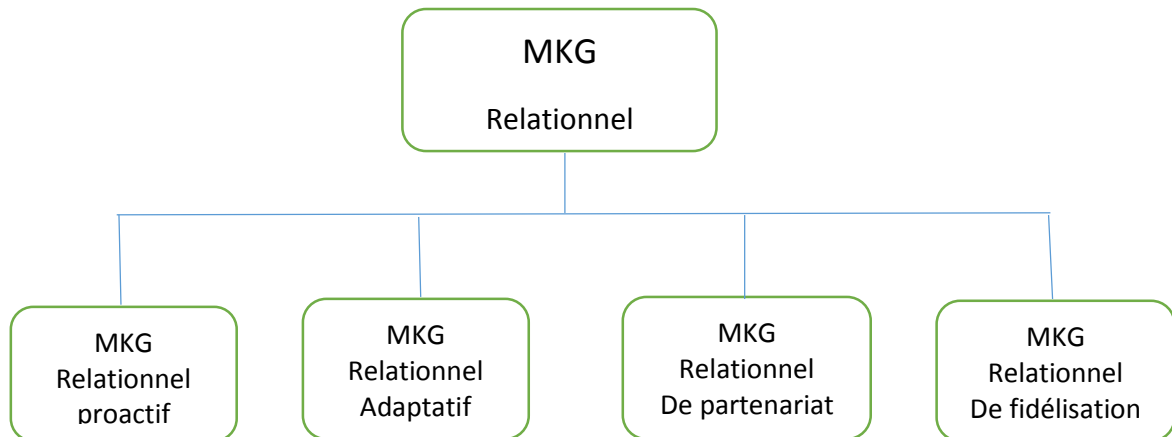 MKG
Relationnel
MKG
Relationnel
proactif
MKG
Relationnel
Adaptatif
MKG
Relationnel
De partenariat
MKG
Relationnel
De fidélisation